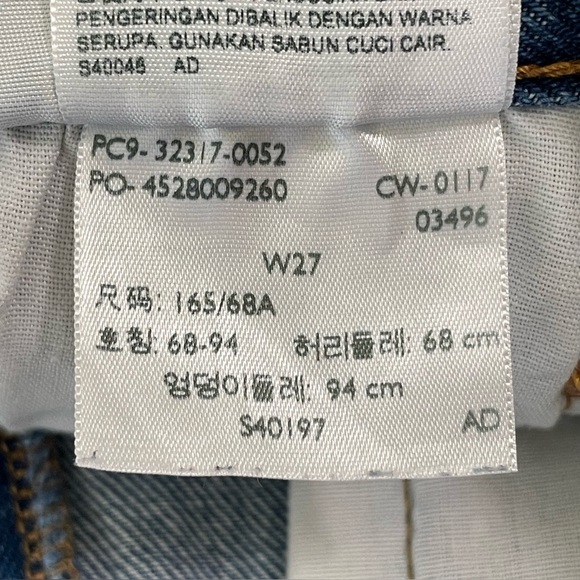 PENGERINGAN DIBALIK DENGAN WARNA
SERUPA. GUNAKAN SABUN CUCI CAIR.
S40046 AD
PC9-32317-0052
PO-4528009260 CW-0117
03496
W27
尺码: 165/68A
호칭: 68-94 허리둘레: 68 cm
엉덩이둘레: 94 cm
S40197 AD